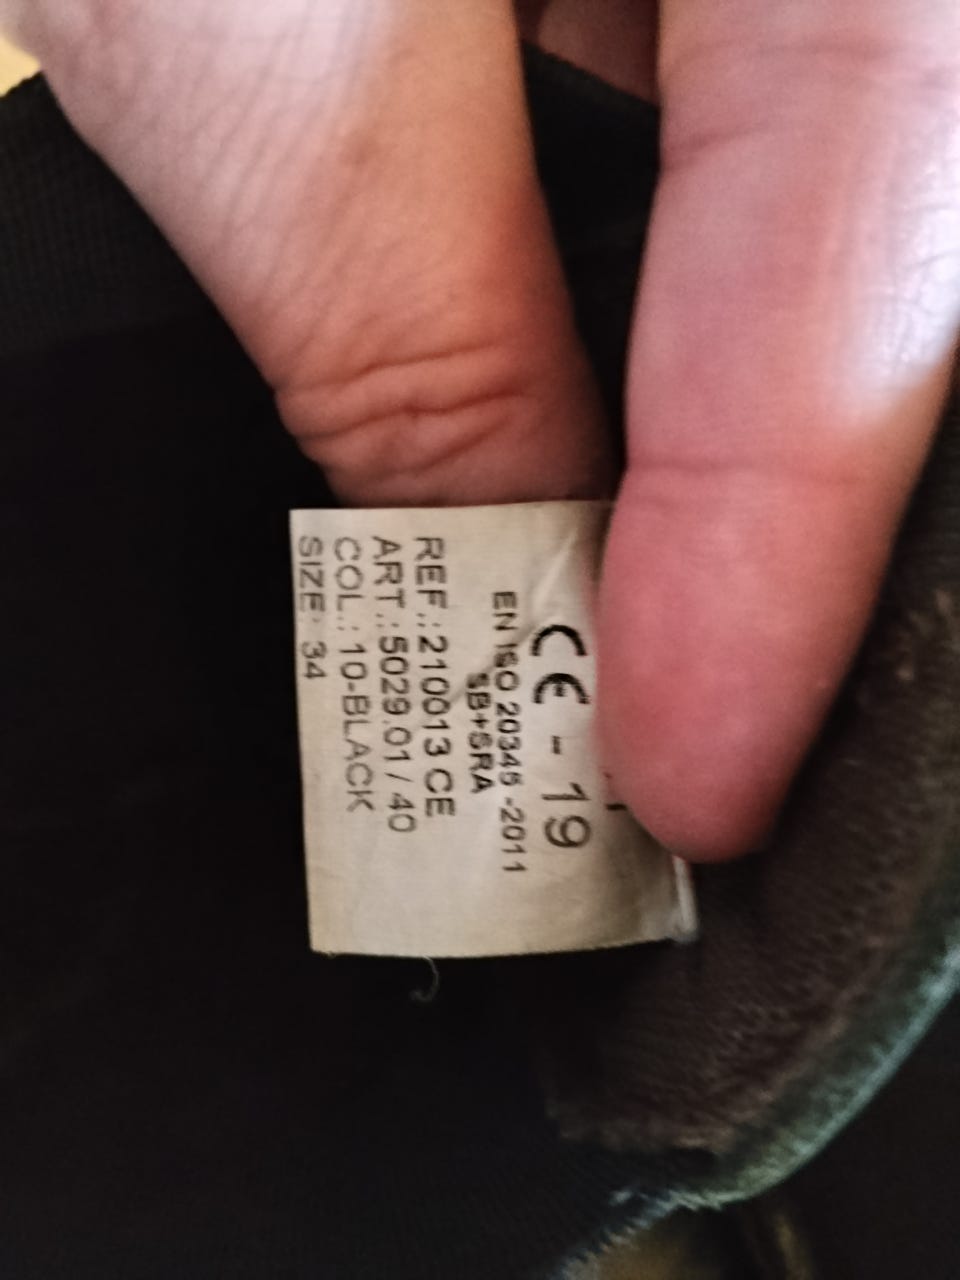 CE - 19
EN ISO 20345 -2011
SB+SRA
REF.: 210013 CE
ART.: 5029.01 / 40
COL.: 10-BLACK
SIZE: 34